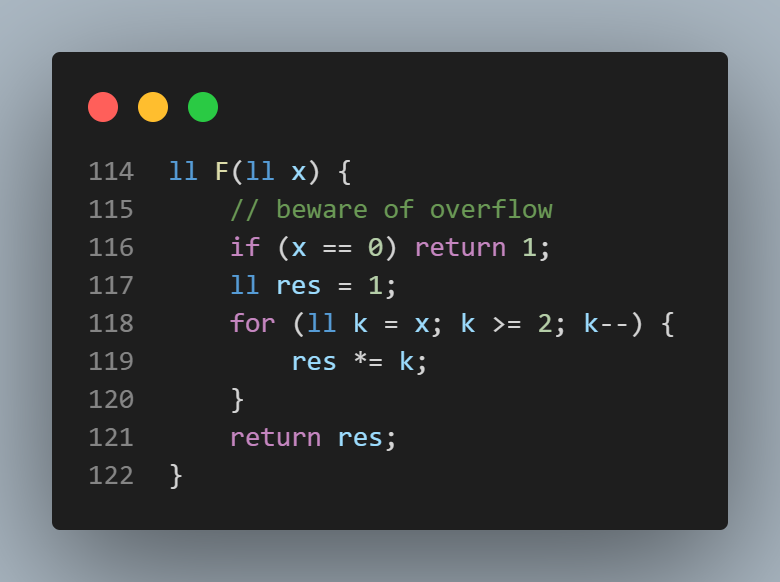 114 ll F(ll x) {
115     // beware of overflow
116     if (x == 0) return 1;
117     ll res = 1;
118     for (ll k = x; k >= 2; k--) {
119         res *= k;
120     }
121     return res;
122 }